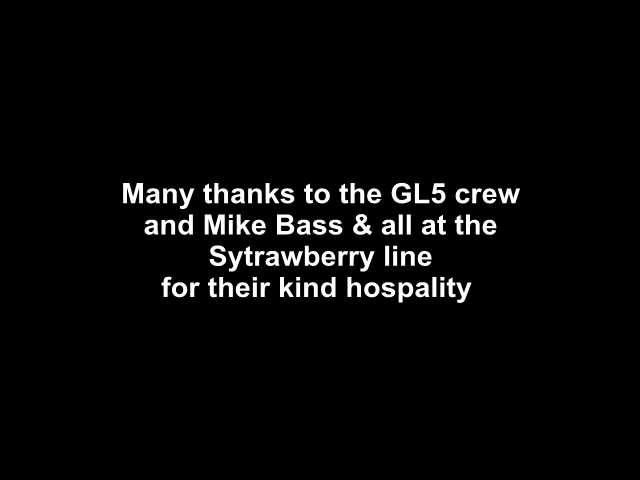 Many thanks to the GL5 crew
and Mike Bass & all at the
Sytrawberry line
for their kind hospality